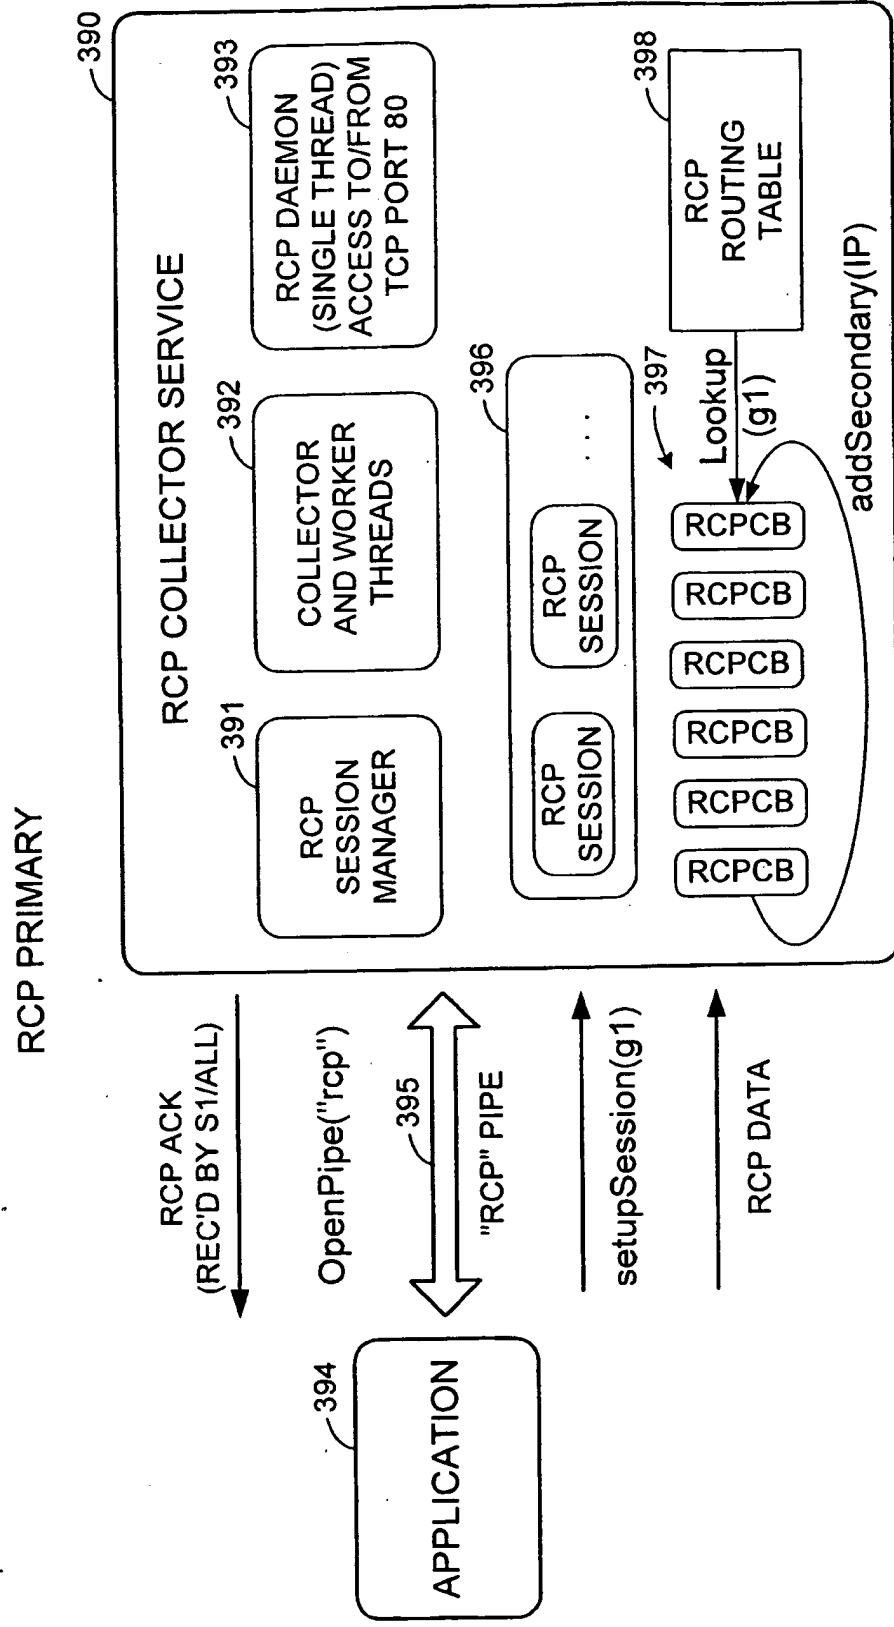 RCP PRIMARY
390
RCP COLLECTOR SERVICE
391
RCP
SESSION
MANAGER
392
COLLECTOR
AND WORKER
THREADS
393
RCP DAEMON
(SINGLE THREAD)
ACCESS TO/FROM
TCP PORT 80
RCP ACK
(REC'D BY S1/ALL)
OpenPipe("rcp")
395
"RCP" PIPE
394
APPLICATION
setupSession(g1)
RCP DATA
396
RCP
SESSION
RCP
SESSION
. . .
397
RCPCB
RCPCB
RCPCB
RCPCB
RCPCB
RCPCB
Lookup
(g1)
398
RCP
ROUTING
TABLE
addSecondary(IP)